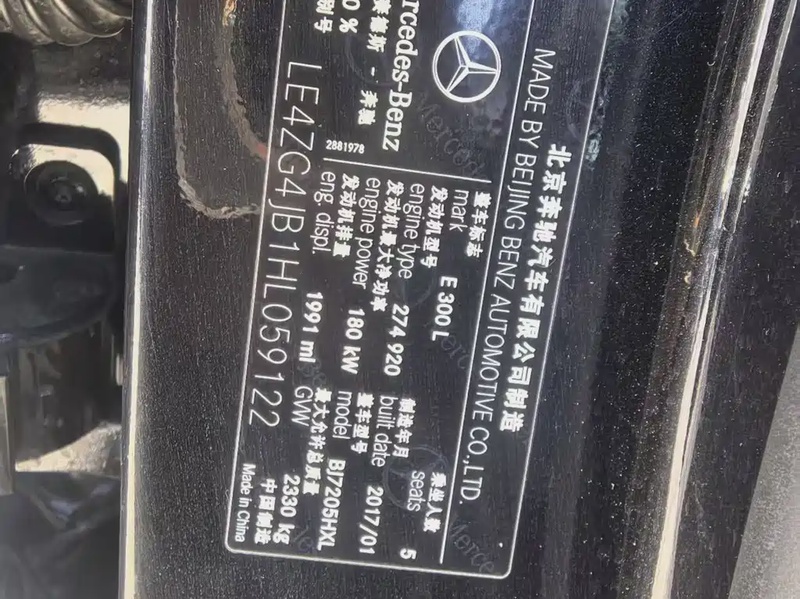 北京奔驰汽车有限公司制造
MADE BY BEIJING BENZ AUTOMOTIVE CO.,LTD.
整车标志
mark
乘坐人数
seats 5
发动机型号
engine type E 300 L
制造年月
built date 2017/01
发动机最大净功率
engine power 274 920
整车型号
model BJ7205HXL
发动机排量
eng. displ. 180 kW
1991 ml
最大允许总质量
GVW 2330 kg
Mercedes-Benz
奔驰
2881978
LE4ZG4JB1HL059122
中国制造
Made in China